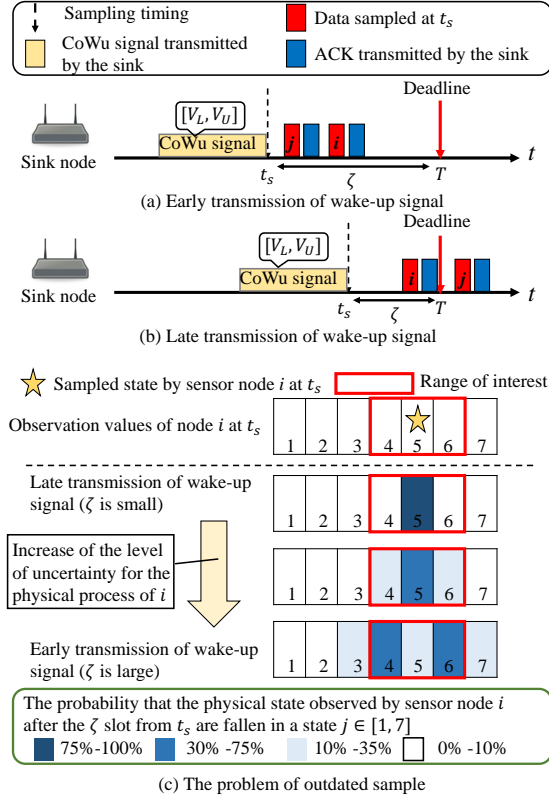 Sampling timing
Data sampled at t_s
CoWu signal transmitted
by the sink
ACK transmitted by the sink
Deadline
[V_L, V_U]
CoWu signal
j
i
Sink node
t
t_s
ζ
T
(a) Early transmission of wake-up signal
Deadline
[V_L, V_U]
CoWu signal
i
j
Sink node
t
t_s
ζ
T
(b) Late transmission of wake-up signal
Sampled state by sensor node i at t_s
Range of interest
Observation values of node i at t_s
1 2 3 4 5 6 7
Late transmission of wake-up
signal (ζ is small)
1 2 3 4 5 6 7
Increase of the level
of uncertainty for the
physical process of i
1 2 3 4 5 6 7
Early transmission of wake-up
signal (ζ is large)
1 2 3 4 5 6 7
The probability that the physical state observed by sensor node i
after the ζ slot from t_s are fallen in a state j ∈ [1, 7]
75%-100% 30% -75% 10% -35% 0% -10%
(c) The problem of outdated sample